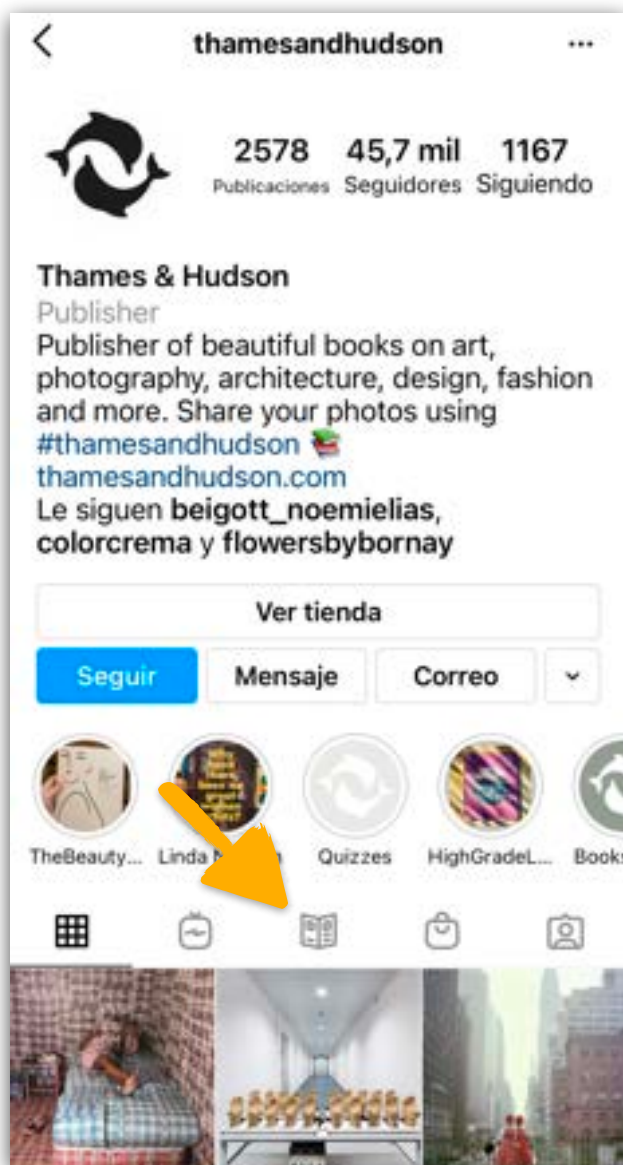 thamesandhudson
2578 45,7 mil 1167
Publicaciones Seguidores Siguiendo
Thames & Hudson
Publisher
Publisher of beautiful books on art,
photography, architecture, design, fashion
and more. Share your photos using
#thamesandhudson 📚
thamesandhudson.com
Le siguen beigott_noemielias,
colorcrema y flowersbybornay
Ver tienda
Seguir Mensaje Correo
TheBeauty... Linda Quizzes HighGradeL... Books